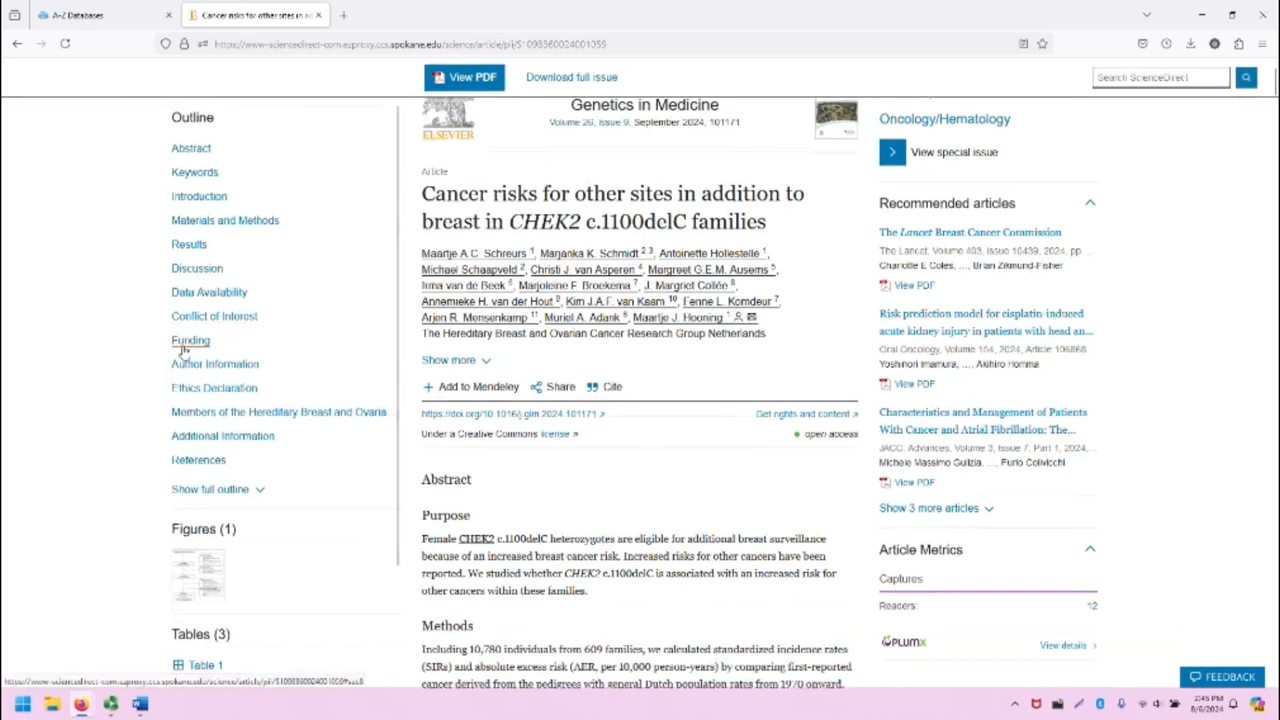 A-Z Databases
Cancer risks for other sites in ad
https://www-sciencedirect-com.ezproxy.ccs.spokane.edu/science/article/pii/S1098360024001059
View PDF
Download full issue
Search ScienceDirect
Outline
Abstract
Keywords
Introduction
Materials and Methods
Results
Discussion
Data Availability
Conflict of Interest
Funding
Author Information
Ethics Declaration
Members of the Hereditary Breast and Ovaria
Additional Information
References
Show full outline
Figures (1)
Tables (3)
Table 1
ELSEVIER
Genetics in Medicine
Volume 26, Issue 9, September 2024, 101171
Article
Cancer risks for other sites in addition to
breast in CHEK2 c.1100delC families
Maartje A.C. Schreurs 1, Marjanka K. Schmidt 2 3, Antoinette Hollestelle 1,
Michael Schaapveld 2, Christi J. van Asperen 4, Margreet G.E.M. Ausems 5,
Irma van de Beek 6, Marjoleine F. Broekema 7, J. Margriet Collée 8,
Annemieke H. van der Hout 9, Kim J.A.F. van Kaam 10, Fenne L. Komdeur 7,
Arjen R. Mensenkamp 11, Muriel A. Adank 6, Maartje J. Hooning 1
The Hereditary Breast and Ovarian Cancer Research Group Netherlands
Show more
Add to Mendeley Share Cite
https://doi.org/10.1016/j.gim.2024.101171
Get rights and content
Under a Creative Commons license
open access
Abstract
Purpose
Female CHEK2 c.1100delC heterozygotes are eligible for additional breast surveillance
because of an increased breast cancer risk. Increased risks for other cancers have been
reported. We studied whether CHEK2 c.1100delC is associated with an increased risk for
other cancers within these families.
Methods
Including 10,780 individuals from 609 families, we calculated standardized incidence rates
(SIRs) and absolute excess risk (AER, per 10,000 person-years) by comparing first-reported
cancer derived from the pedigrees with general Dutch population rates from 1970 onward.
Oncology/Hematology
View special issue
Recommended articles
The Lancet Breast Cancer Commission
The Lancet, Volume 403, Issue 10439, 2024, pp. ...
Charlotte E Coles, ..., Brian Zikmund-Fisher
View PDF
Risk prediction model for cisplatin-induced
acute kidney injury in patients with head an...
Oral Oncology, Volume 154, 2024, Article 106868
Yoshinori Imamura, ..., Akihiro Homma
View PDF
Characteristics and Management of Patients
With Cancer and Atrial Fibrillation: The...
JACC: Advances, Volume 3, Issue 7, Part 1, 2024, ...
Michele Massimo Gulizia, ..., Furio Colivicchi
View PDF
Show 3 more articles
Article Metrics
Captures
Readers: 12
PLUMX
View details
FEEDBACK
https://www-sciencedirect-com.ezproxy.ccs.spokane.edu/science/article/pii/S1098360024001059#sec8
2:45 PM
8/6/2024